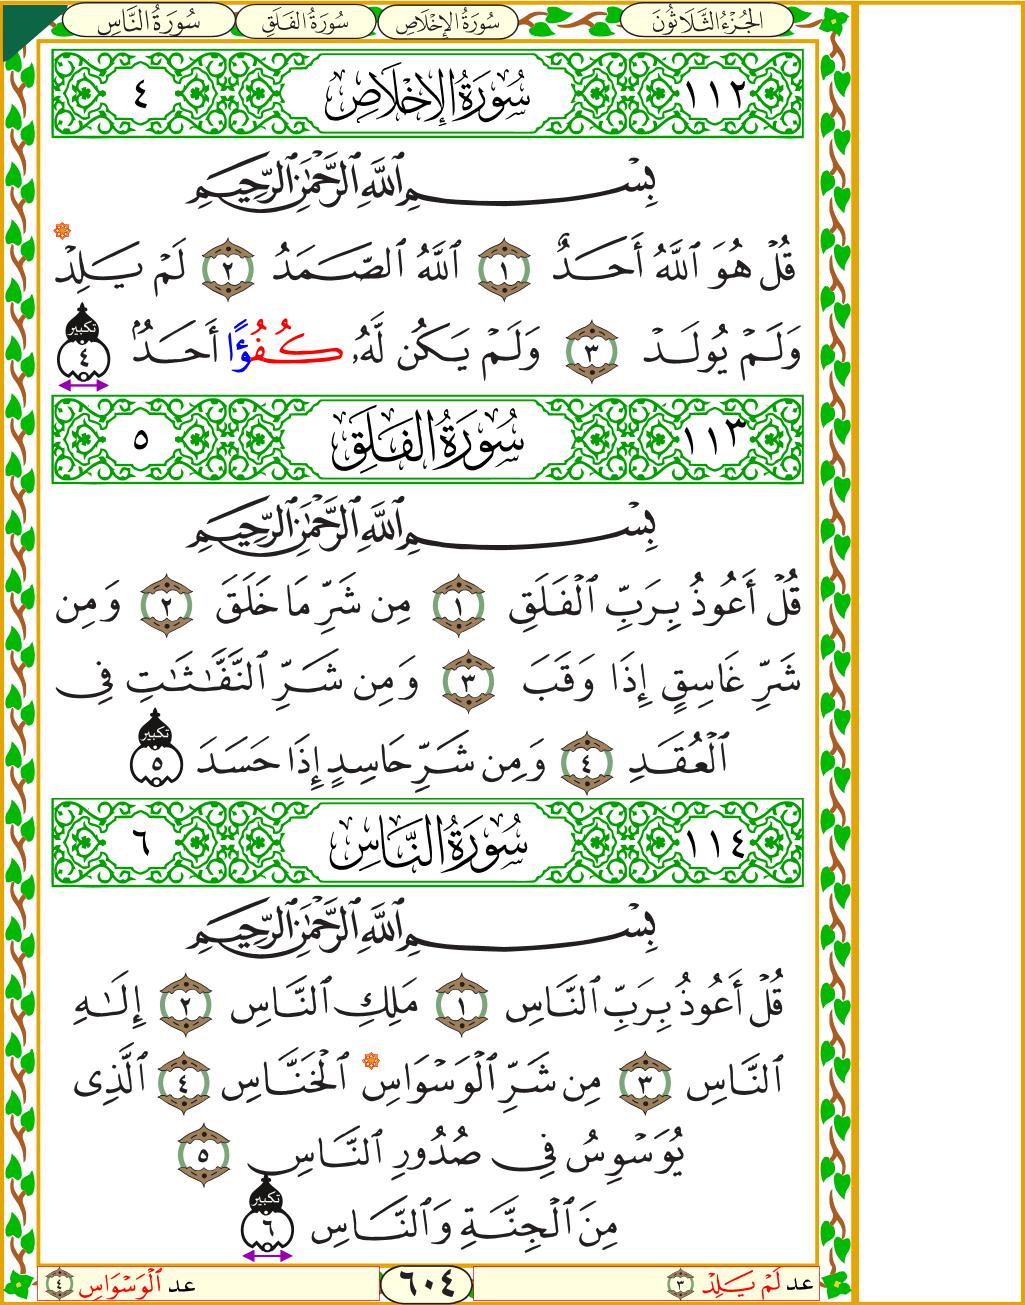 الجُزْءُ الثَّلَاثُونَ سُورَةُ الإِخْلَاصِ سُورَةُ الفَلَقِ سُورَةُ النَّاسِ
١١٢ سُورَةُ الإِخْلَاصِ ٤
بِسْمِ ٱللَّهِ ٱلرَّحْمَٰنِ ٱلرَّحِيمِ
قُلْ هُوَ ٱللَّهُ أَحَدٌ ١ ٱللَّهُ ٱلصَّمَدُ ٢ لَمْ يَلِدْ
وَلَمْ يُولَدْ ٣ وَلَمْ يَكُن لَّهُۥ كُفُؤًا أَحَدٌۢ تكبير ٤
١١٣ سُورَةُ الفَلَقِ ٥
بِسْمِ ٱللَّهِ ٱلرَّحْمَٰنِ ٱلرَّحِيمِ
قُلْ أَعُوذُ بِرَبِّ ٱلْفَلَقِ ١ مِن شَرِّ مَا خَلَقَ ٢ وَمِن
شَرِّ غَاسِقٍ إِذَا وَقَبَ ٣ وَمِن شَرِّ ٱلنَّفَّٰثَٰتِ فِى
ٱلْعُقَدِ ٤ وَمِن شَرِّ حَاسِدٍ إِذَا حَسَدَ تكبير ٥
١١٤ سُورَةُ النَّاسِ ٦
بِسْمِ ٱللَّهِ ٱلرَّحْمَٰنِ ٱلرَّحِيمِ
قُلْ أَعُوذُ بِرَبِّ ٱلنَّاسِ ١ مَلِكِ ٱلنَّاسِ ٢ إِلَٰهِ
ٱلنَّاسِ ٣ مِن شَرِّ ٱلْوَسْوَاسِ ٱلْخَنَّاسِ ٤ ٱلَّذِى
يُوَسْوِسُ فِى صُدُورِ ٱلنَّاسِ ٥
مِنَ ٱلْجِنَّةِ وَٱلنَّاسِ تكبير ٦
عد لَمْ يَلِدْ ٣ ٦٠٤ عد ٱلْوَسْوَاسِ ٤